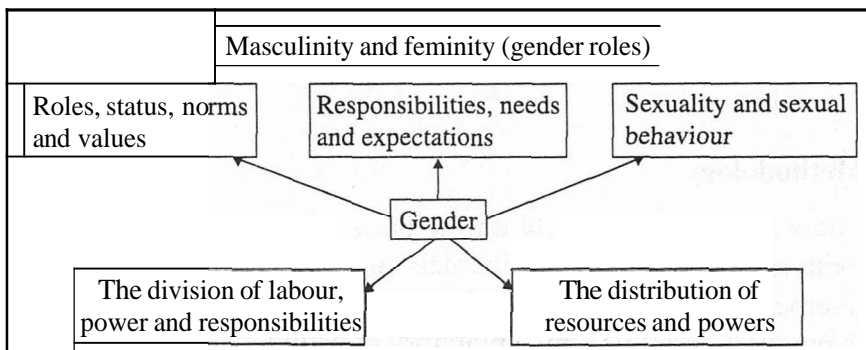 Masculinity and feminity (gender roles)
Roles, status, norms
and values
Responsibilities, needs
and expectations
Sexuality and sexual
behaviour
Gender
The division of labour,
power and responsibilities
The distribution of
resources and powers